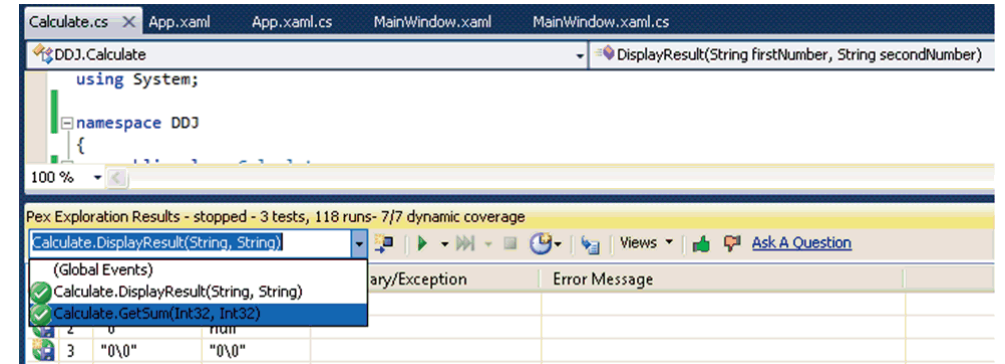 Calculate.cs App.xaml App.xaml.cs MainWindow.xaml MainWindow.xaml.cs
DDJ.Calculate DisplayResult(String firstNumber, String secondNumber)
using System;
namespace DDJ
{
100 %
Pex Exploration Results - stopped - 3 tests, 118 runs- 7/7 dynamic coverage
Calculate.DisplayResult(String, String) Views Ask A Question
(Global Events) ary/Exception Error Message
Calculate.DisplayResult(String, String)
Calculate.GetSum(Int32, Int32)
2 null
3 "0\0" "0\0"